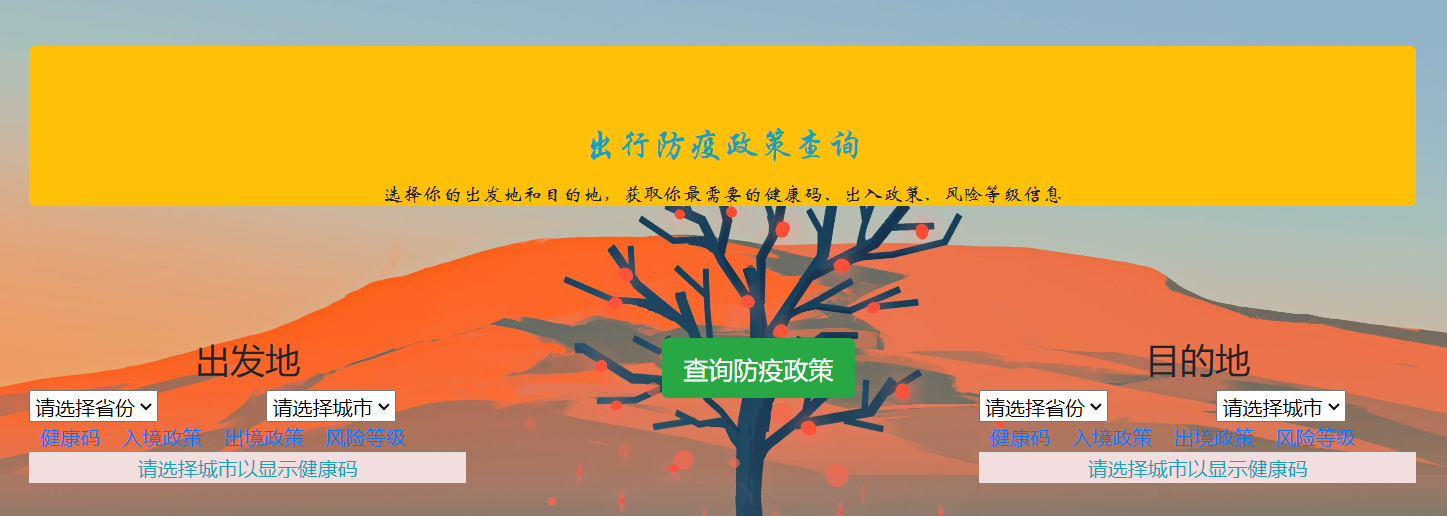 出行防疫政策查询
选择你的出发地和目的地，获取你最需要的健康码、出入政策、风险等级信息
出发地
请选择省份 请选择城市
健康码 入境政策 出境政策 风险等级
请选择城市以显示健康码
查询防疫政策
目的地
请选择省份 请选择城市
健康码 入境政策 出境政策 风险等级
请选择城市以显示健康码